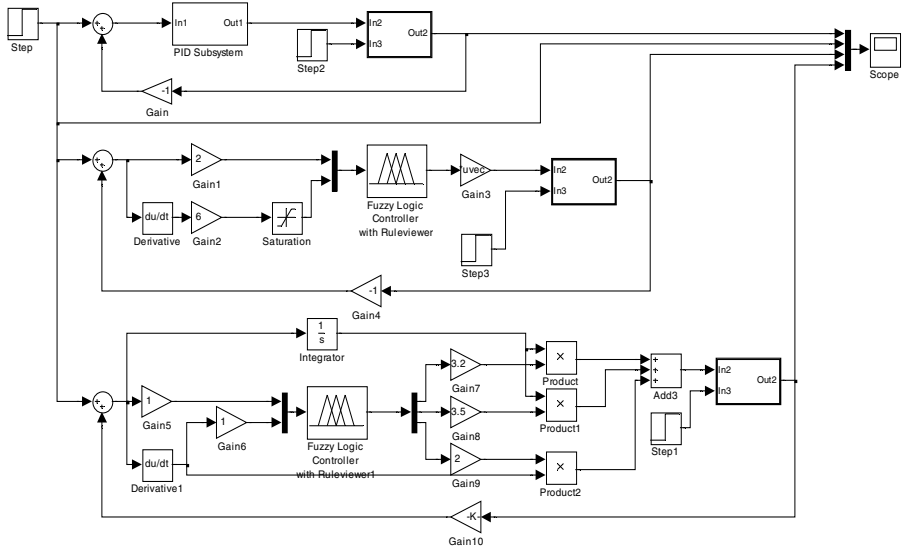 Step
In1
Out1
PID Subsystem
Step2
In2
In3
Out2
-1
Gain
Scope
2
Gain1
du/dt
Derivative
6
Gain2
Saturation
Fuzzy Logic
Controller
with Ruleviewer
*uvec
Gain3
Step3
In2
In3
Out2
-1
Gain4
1
s
Integrator
1
Gain5
1
Gain6
du/dt
Derivative1
Fuzzy Logic
Controller
with Ruleviewer1
3.2
Gain7
3.5
Gain8
2
Gain9
×
Product
×
Product1
×
Product2
+
+
+
Add3
Step1
In2
In3
Out2
-K-
Gain10